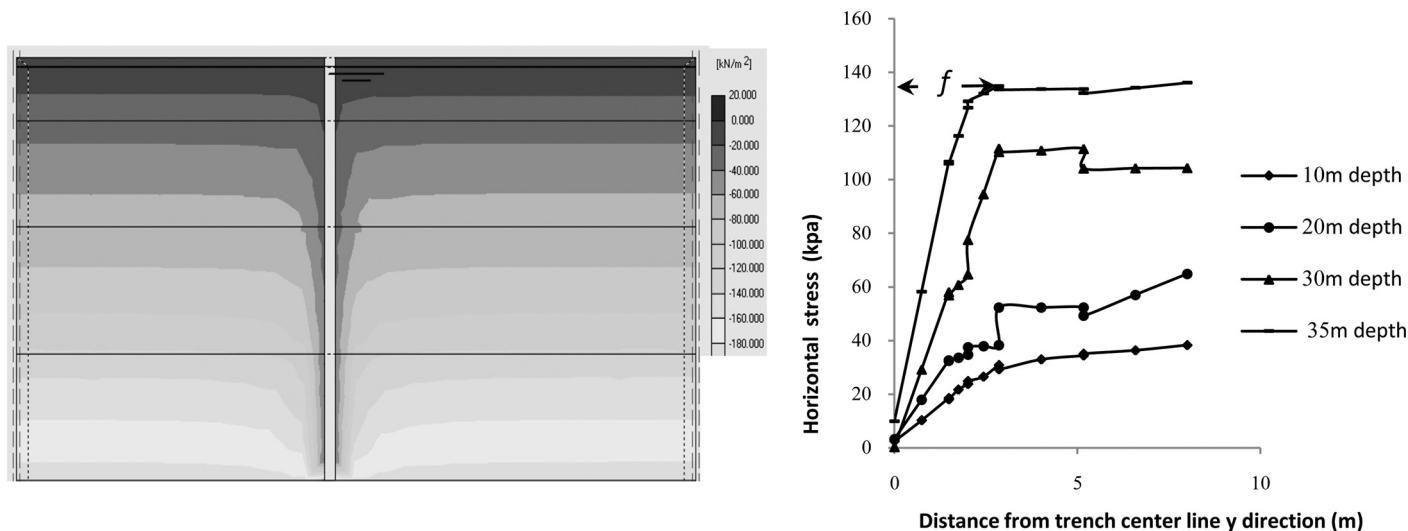 [kN/m 2]
20.000
0.000
-20.000
-40.000
-60.000
-80.000
-100.000
-120.000
-140.000
-160.000
-180.000
Horizontal stress (kpa)
160
140
120
100
80
60
40
20
0
f
0
5
10
Distance from trench center line y direction (m)
10m depth
20m depth
30m depth
35m depth